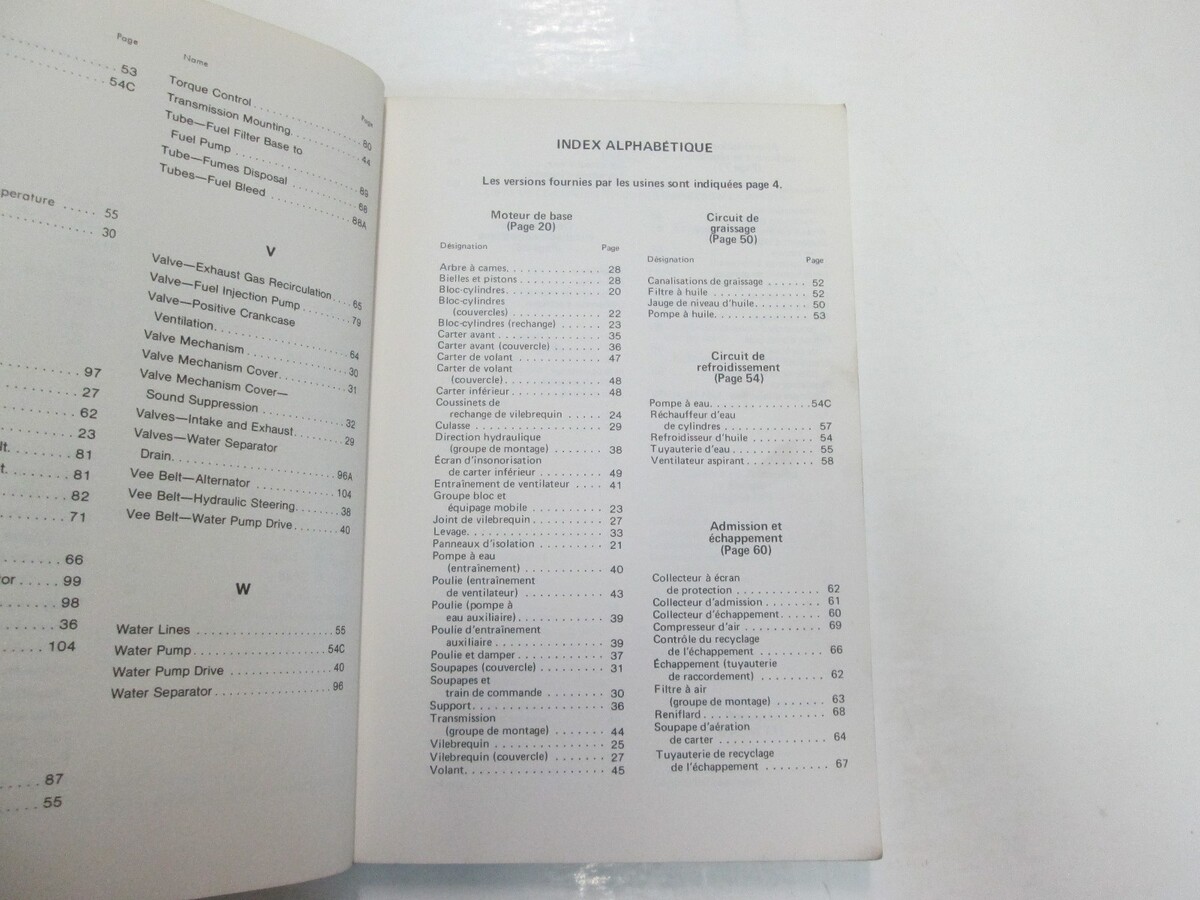 Page
53
54C
perature ..... 55
30
97
27
62
23
lt. 81
t. 81
82
71
66
or ..... 99
98
36
104
87
55
Name
Page
Torque Control 80
Transmission Mounting. 44
Tube—Fuel Filter Base to
Fuel Pump 69
Tube—Fumes Disposal 68
Tubes—Fuel Bleed 68A
V
Valve—Exhaust Gas Recirculation 65
Valve—Fuel Injection Pump 79
Valve—Positive Crankcase
Ventilation. 64
Valve Mechanism 30
Valve Mechanism Cover. 31
Valve Mechanism Cover—
Sound Suppression 32
Valves—Intake and Exhaust. 29
Valves—Water Separator
Drain. 96A
Vee Belt—Alternator 104
Vee Belt—Hydraulic Steering. 38
Vee Belt—Water Pump Drive 40
W
Water Lines 55
Water Pump 54C
Water Pump Drive 40
Water Separator 96
INDEX ALPHABÉTIQUE
Les versions fournies par les usines sont indiquées page 4.
Moteur de base
(Page 20)
Désignation Page
Arbre à cames. 28
Bielles et pistons 28
Bloc-cylindres. 20
Bloc-cylindres
(couvercles) 22
Bloc-cylindres (rechange) 23
Carter avant 35
Carter avant (couvercle) 36
Carter de volant 47
Carter de volant
(couvercle) 48
Carter inférieur 48
Coussinets de
rechange de vilebrequin 24
Culasse 29
Direction hydraulique
(groupe de montage) 38
Écran d'insonorisation
de carter inférieur 49
Entraînement de ventilateur 41
Groupe bloc et
équipage mobile 23
Joint de vilebrequin 27
Levage. 33
Panneaux d'isolation 21
Pompe à eau
(entraînement) 40
Poulie (entraînement
de ventilateur) 43
Poulie (pompe à
eau auxiliaire) 39
Poulie d'entraînement
auxiliaire 39
Poulie et damper 37
Soupapes (couvercle) 31
Soupapes et
train de commande 30
Support 36
Transmission
(groupe de montage) 44
Vilebrequin 25
Vilebrequin (couvercle) 27
Volant. 45
Circuit de
graissage
(Page 50)
Désignation Page
Canalisations de graissage 52
Filtre à huile 52
Jauge de niveau d'huile. 50
Pompe à huile. 53
Circuit de
refroidissement
(Page 54)
Pompe à eau. 54C
Réchauffeur d'eau
de cylindres 57
Refroidisseur d'huile 54
Tuyauterie d'eau 55
Ventilateur aspirant 58
Admission et
échappement
(Page 60)
Collecteur à écran
de protection 62
Collecteur d'admission 61
Collecteur d'échappement 60
Compresseur d'air 69
Contrôle du recyclage
de l'échappement 66
Échappement (tuyauterie
de raccordement) 62
Filtre à air
(groupe de montage) 63
Reniflard 68
Soupape d'aération
de carter 64
Tuyauterie de recyclage
de l'échappement 67